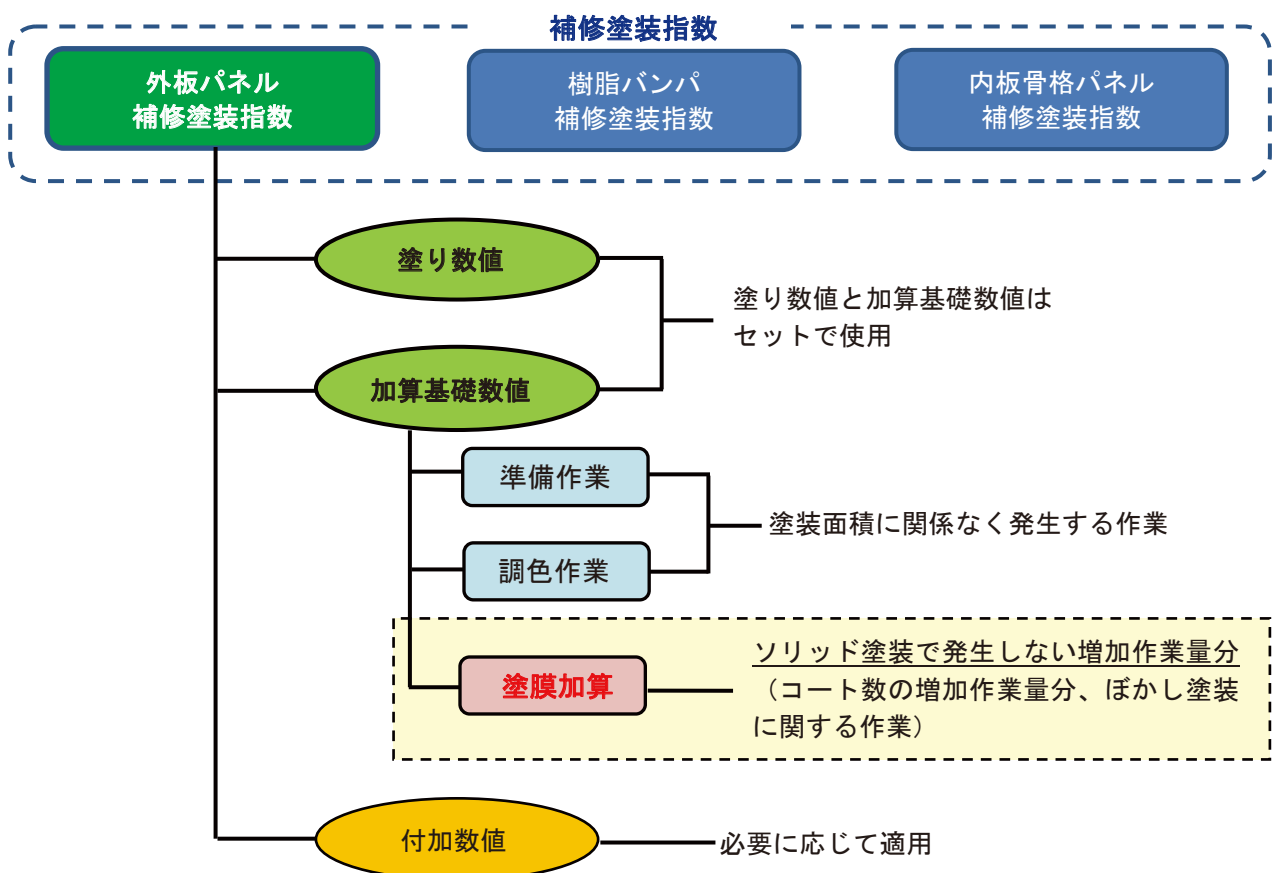 補修塗装指数
外板パネル
補修塗装指数
樹脂バンパ
補修塗装指数
内板骨格パネル
補修塗装指数
塗り数値
塗り数値と加算基礎数値は
セットで使用
加算基礎数値
準備作業
塗装面積に関係なく発生する作業
調色作業
塗膜加算
ソリッド塗装で発生しない増加作業量分
（コート数の増加作業量分、ぼかし塗装
に関する作業）
付加数値
必要に応じて適用